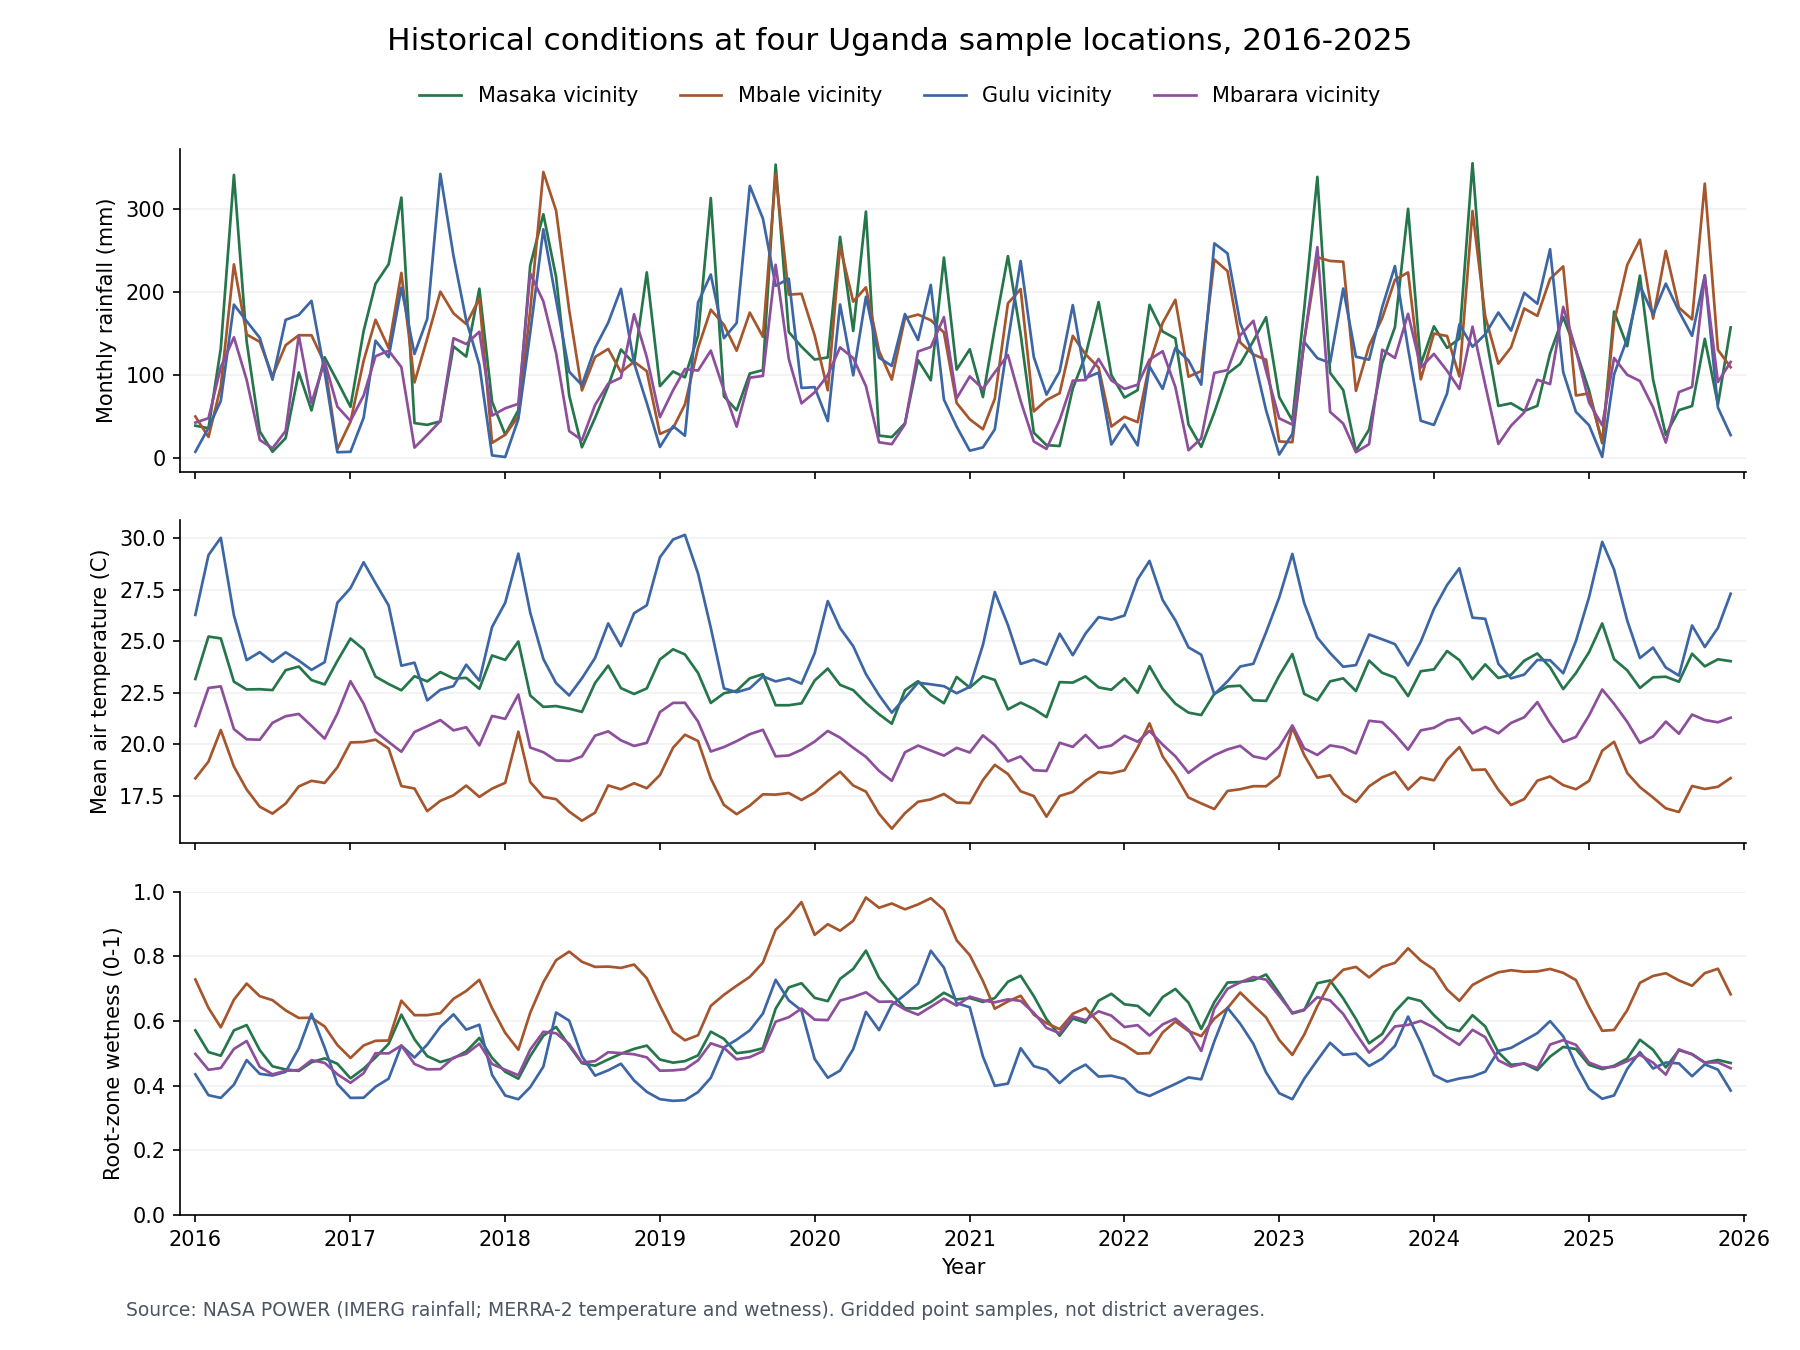 Historical conditions at four Uganda sample locations, 2016-2025
Masaka vicinity Mbale vicinity Gulu vicinity Mbarara vicinity
Monthly rainfall (mm)
300
200
100
0
Mean air temperature (C)
30.0
27.5
25.0
22.5
20.0
17.5
Root-zone wetness (0-1)
1.0
0.8
0.6
0.4
0.2
0.0
2016 2017 2018 2019 2020 2021 2022 2023 2024 2025 2026
Year
Source: NASA POWER (IMERG rainfall; MERRA-2 temperature and wetness). Gridded point samples, not district averages.